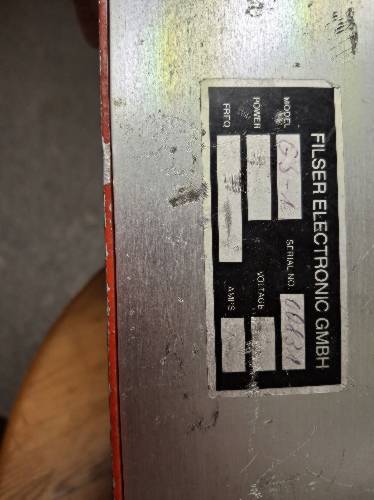 FILSER ELECTRONIC GMBH
MODEL SERIAL NO.
POWER VOLTAGE
FREQ AMPS